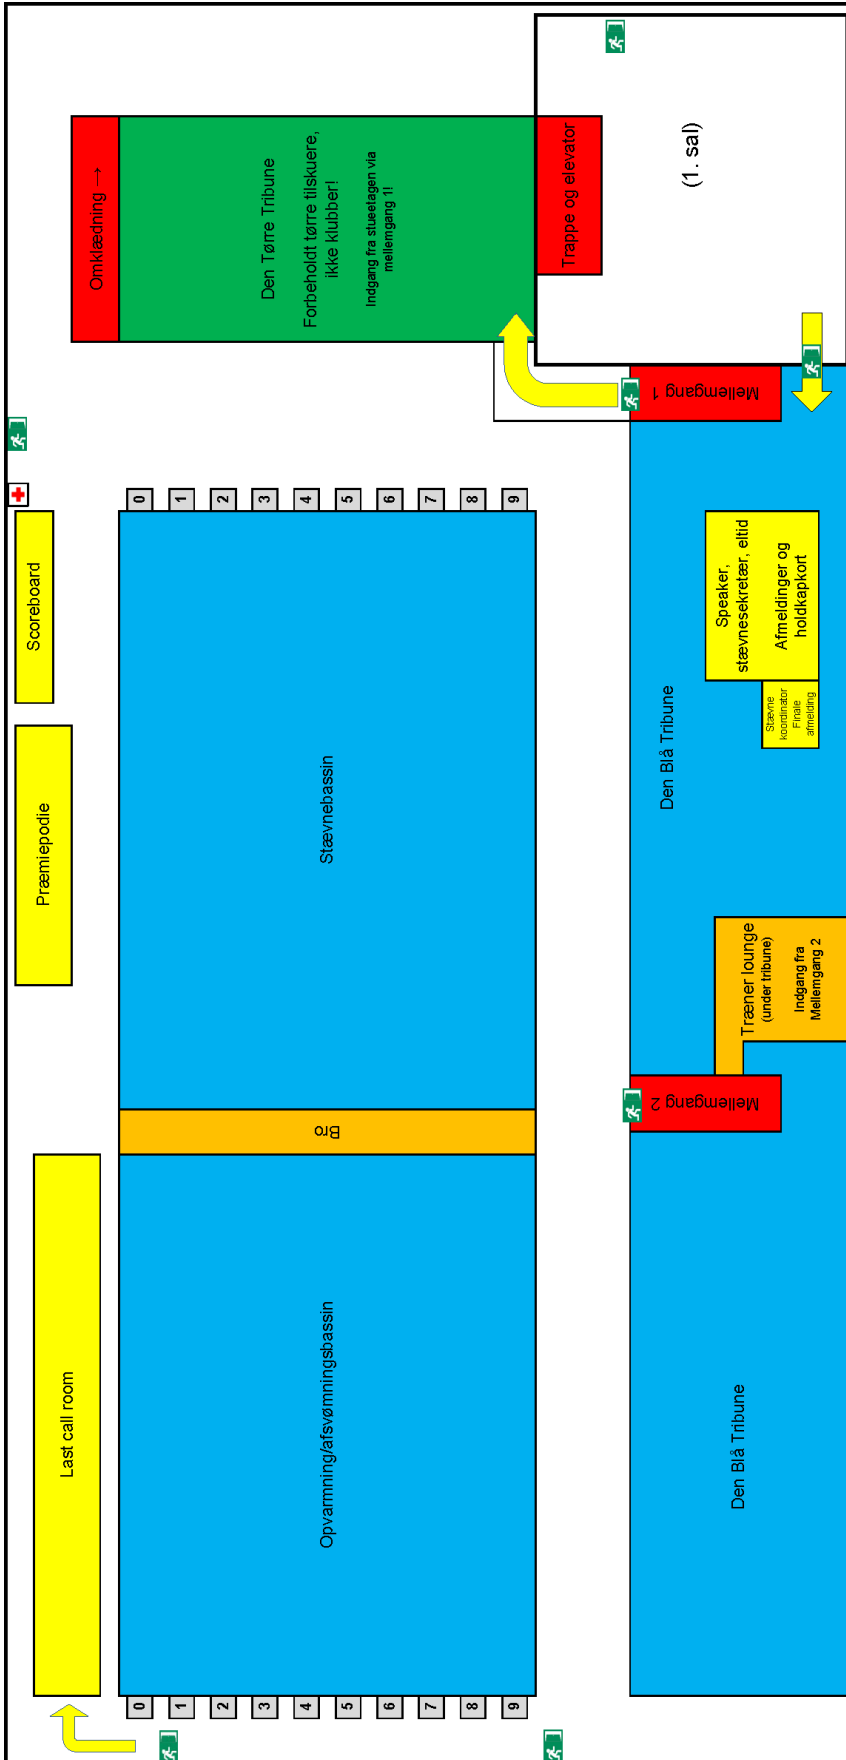 Omklædning →
Den Tørre Tribune
Forbeholdt tørre tilskuere,
ikke klubber!
Indgang fra stueetagen via
mellemgang 1!
Trappe og elevator
(1. sal)
Mellemgang 1
Scoreboard
0
1
2
3
4
5
6
7
8
9
Speaker,
stævnesekretær, eltid
Afmeldinger og
holdkapkort
Stævne
koordinator
Finale
afmelding
Præmiepodie
Stævnebassin
Den Blå Tribune
Træner lounge
(under tribune)
Indgang fra
Mellemgang 2
Mellemgang 2
Bro
Last call room
Opvarmning/afsvømningsbassin
Den Blå Tribune
0
1
2
3
4
5
6
7
8
9